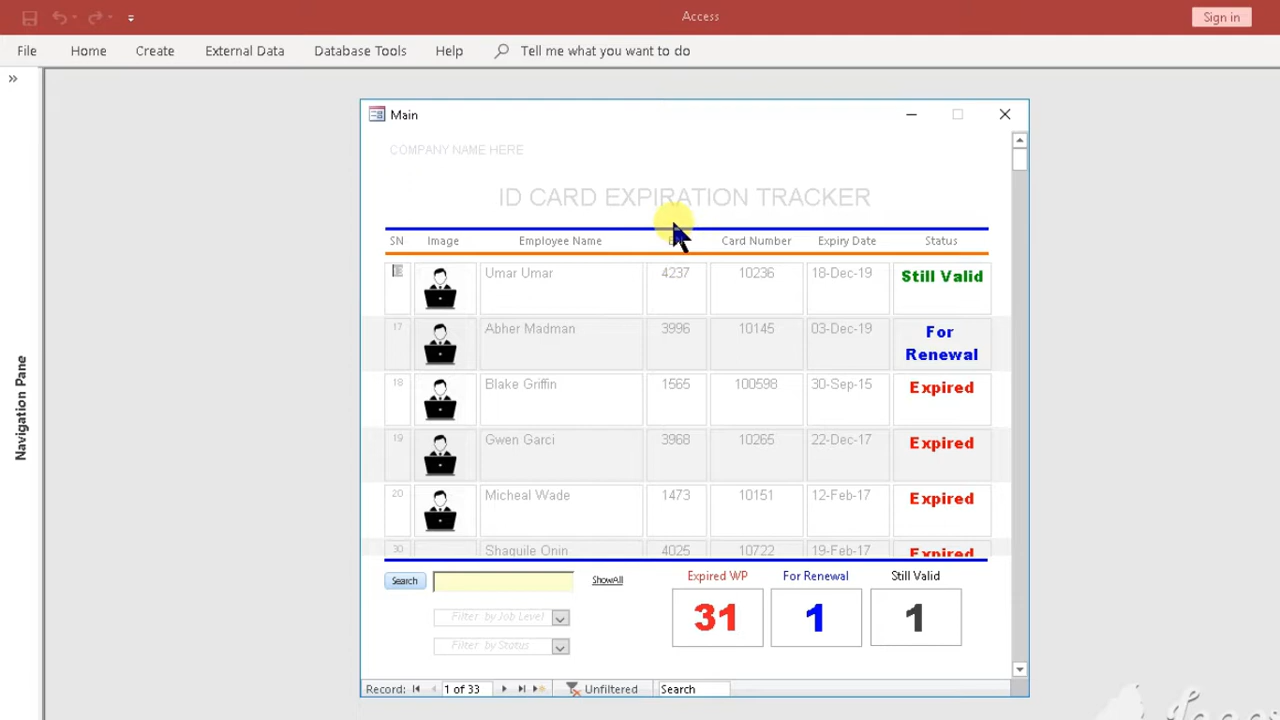 Access
Sign in
File Home Create External Data Database Tools Help Tell me what you want to do
»
Navigation Pane
Main
COMPANY NAME HERE
ID CARD EXPIRATION TRACKER
SN Image Employee Name Card Number Expiry Date Status
Umar Umar 4237 10236 18-Dec-19 Still Valid
17 Abher Madman 3996 10145 03-Dec-19 For Renewal
18 Blake Griffin 1565 100598 30-Sep-15 Expired
19 Gwen Garci 3968 10265 22-Dec-17 Expired
20 Micheal Wade 1473 10151 12-Feb-17 Expired
30 Shaquile Onin 4025 10722 19-Feb-17 Expired
Search ShowAll
Filter by Job Level
Filter by Status
Expired WP For Renewal Still Valid
31 1 1
Record: 1 of 33 Unfiltered Search